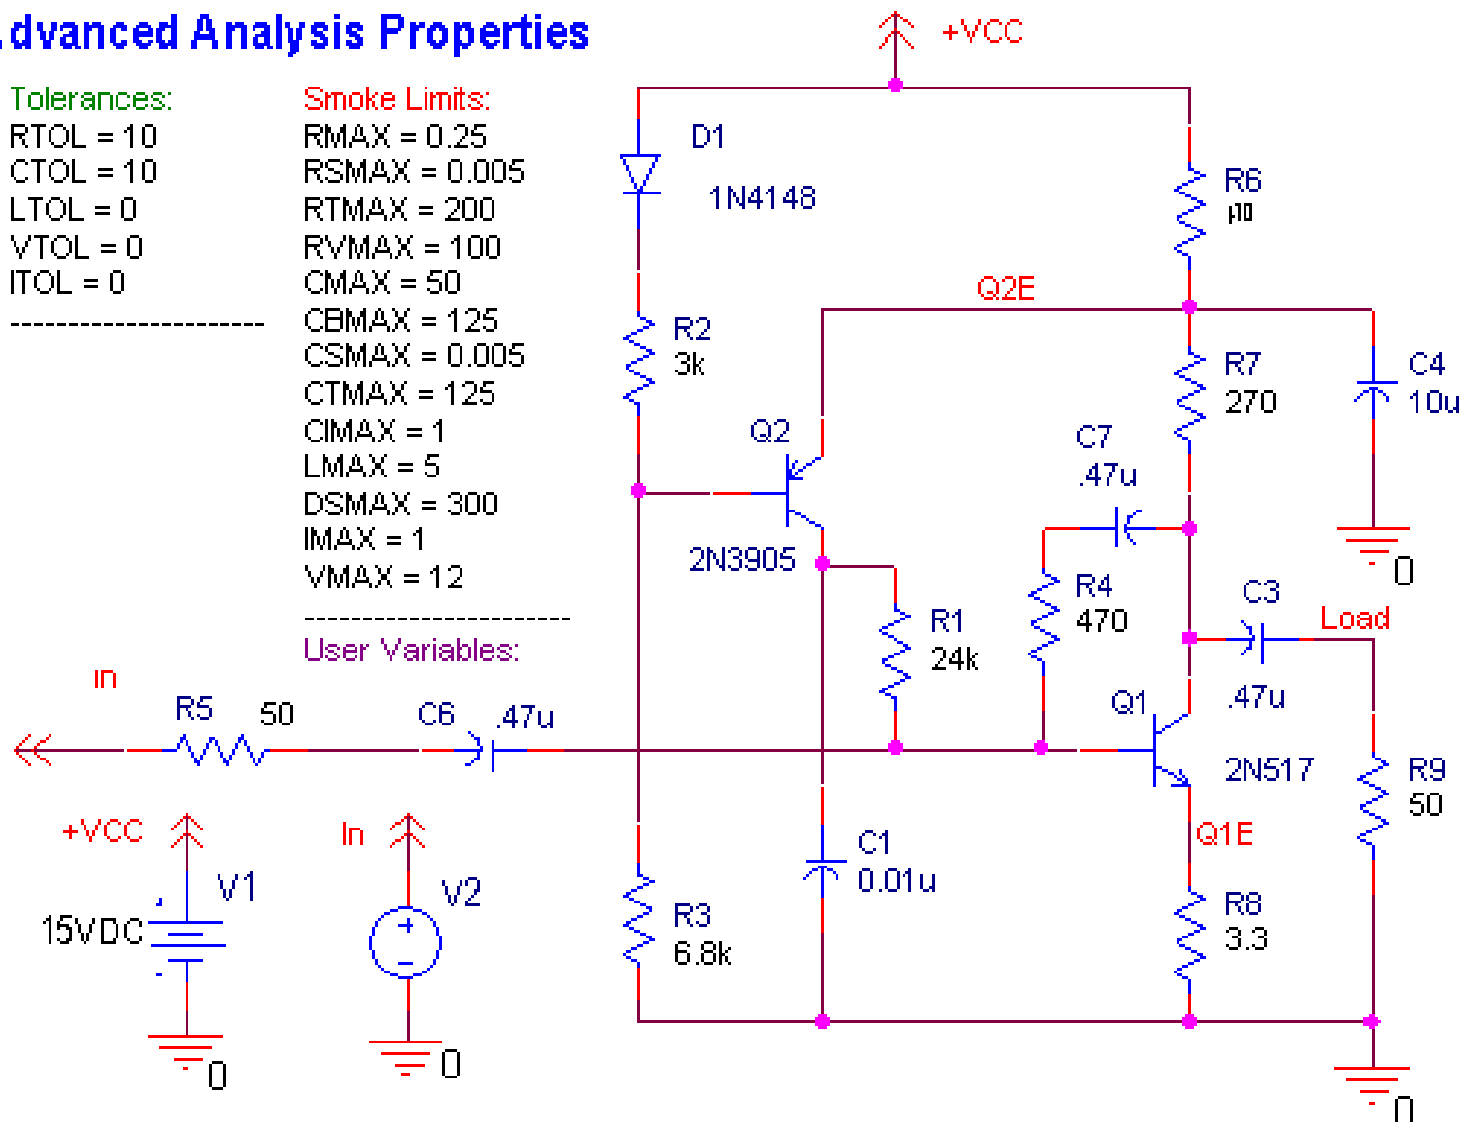 .dvanced Analysis Properties
Tolerances:
RTOL = 10
CTOL = 10
LTOL = 0
VTOL = 0
ITOL = 0
----------------------
Smoke Limits:
RMAX = 0.25
RSMAX = 0.005
RTMAX = 200
RVMAX = 100
CMAX = 50
CBMAX = 125
CSMAX = 0.005
CTMAX = 125
CIMAX = 1
LMAX = 5
DSMAX = 300
IMAX = 1
VMAX = 12
-----------------------
User Variables:
+VCC
D1
1N4148
R6
R2
3k
Q2E
R7
270
C4
10u
0
Q2
2N3905
C7
.47u
R4
470
R1
24k
C3
.47u
Load
in
R5
50
C6
.47u
Q1
2N517
Q1E
R9
50
+VCC
V1
15VDC
0
In
V2
0
R3
6.8k
C1
0.01u
R8
3.3
0